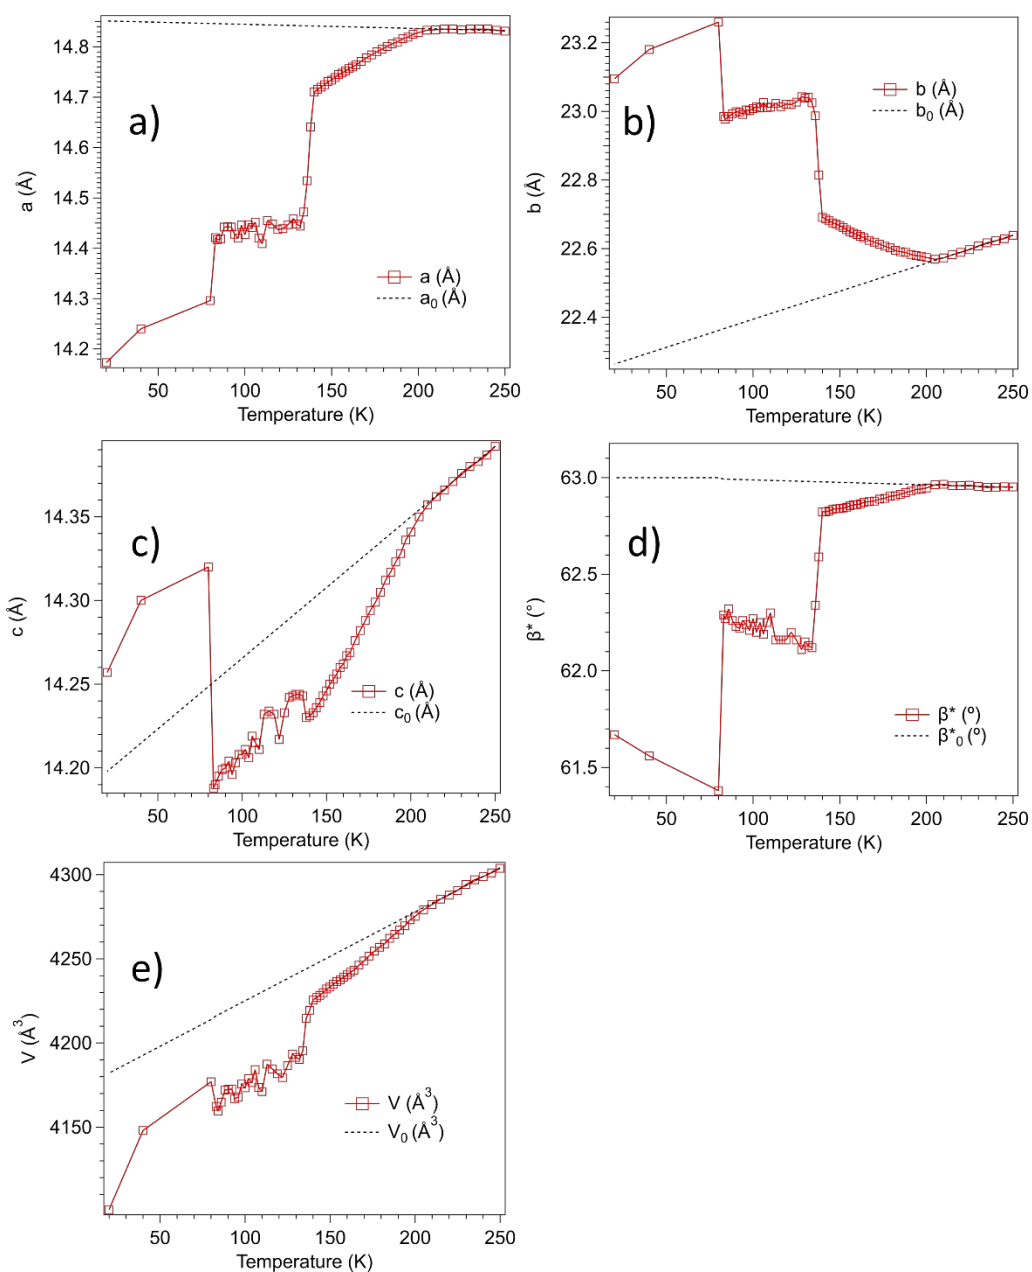 a)
14.8
14.7
14.6
14.5
14.4
14.3
14.2
a (Å)
a (Å)
a₀ (Å)
50
100
150
200
250
Temperature (K)
b)
23.2
23.0
22.8
22.6
22.4
b (Å)
b (Å)
b₀ (Å)
50
100
150
200
250
Temperature (K)
c)
14.35
14.30
14.25
14.20
c (Å)
c (Å)
c₀ (Å)
50
100
150
200
250
Temperature (K)
d)
63.0
62.5
62.0
61.5
β* (°)
β* (º)
β*₀ (º)
50
100
150
200
250
Temperature (K)
e)
4300
4250
4200
4150
V (Å³)
V (Å³)
V₀ (Å³)
50
100
150
200
250
Temperature (K)